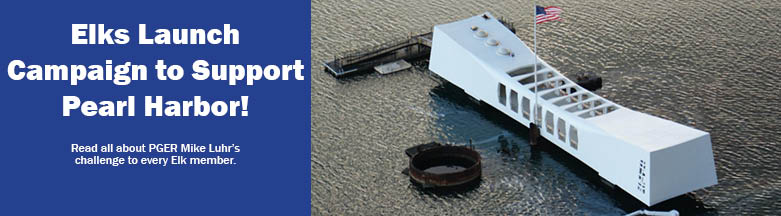 Elks Launch
Campaign to Support
Pearl Harbor!
Read all about PGER Mike Luhr's
challenge to every Elk member.